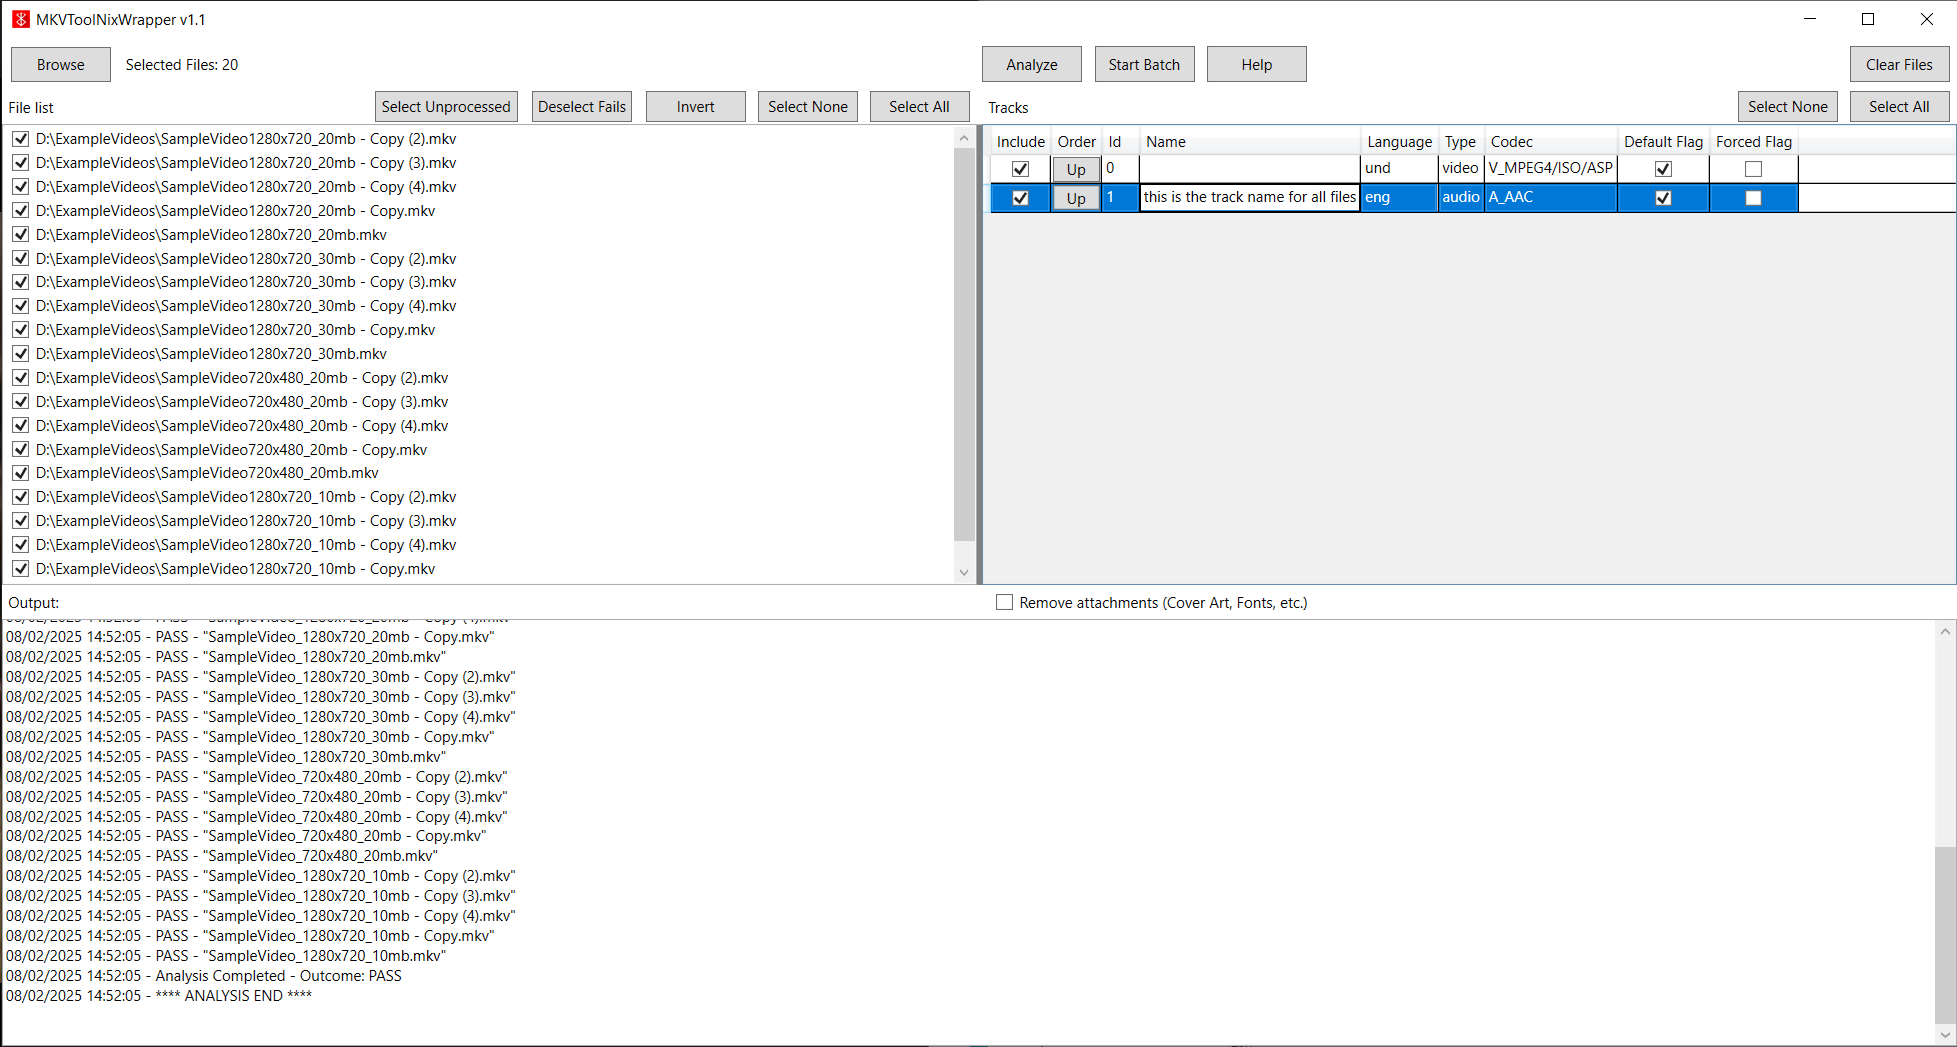 MKVToolNixWrapper v1.1
Browse Selected Files: 20 Analyze Start Batch Help Clear Files
File list Select Unprocessed Deselect Fails Invert Select None Select All Tracks Select None Select All
D:\ExampleVideos\SampleVideo1280x720_20mb - Copy (2).mkv
D:\ExampleVideos\SampleVideo1280x720_20mb - Copy (3).mkv
D:\ExampleVideos\SampleVideo1280x720_20mb - Copy (4).mkv
D:\ExampleVideos\SampleVideo1280x720_20mb - Copy.mkv
D:\ExampleVideos\SampleVideo1280x720_20mb.mkv
D:\ExampleVideos\SampleVideo1280x720_30mb - Copy (2).mkv
D:\ExampleVideos\SampleVideo1280x720_30mb - Copy (3).mkv
D:\ExampleVideos\SampleVideo1280x720_30mb - Copy (4).mkv
D:\ExampleVideos\SampleVideo1280x720_30mb - Copy.mkv
D:\ExampleVideos\SampleVideo1280x720_30mb.mkv
D:\ExampleVideos\SampleVideo720x480_20mb - Copy (2).mkv
D:\ExampleVideos\SampleVideo720x480_20mb - Copy (3).mkv
D:\ExampleVideos\SampleVideo720x480_20mb - Copy (4).mkv
D:\ExampleVideos\SampleVideo720x480_20mb - Copy.mkv
D:\ExampleVideos\SampleVideo720x480_20mb.mkv
D:\ExampleVideos\SampleVideo1280x720_10mb - Copy (2).mkv
D:\ExampleVideos\SampleVideo1280x720_10mb - Copy (3).mkv
D:\ExampleVideos\SampleVideo1280x720_10mb - Copy (4).mkv
D:\ExampleVideos\SampleVideo1280x720_10mb - Copy.mkv
Include Order Id Name Language Type Codec Default Flag Forced Flag
Up 0 und video V_MPEG4/ISO/ASP
Up 1 this is the track name for all files eng audio A_AAC
Output: Remove attachments (Cover Art, Fonts, etc.)
08/02/2025 14:52:05 - PASS - "SampleVideo_1280x720_20mb - Copy (4).mkv"
08/02/2025 14:52:05 - PASS - "SampleVideo_1280x720_20mb - Copy.mkv"
08/02/2025 14:52:05 - PASS - "SampleVideo_1280x720_20mb.mkv"
08/02/2025 14:52:05 - PASS - "SampleVideo_1280x720_30mb - Copy (2).mkv"
08/02/2025 14:52:05 - PASS - "SampleVideo_1280x720_30mb - Copy (3).mkv"
08/02/2025 14:52:05 - PASS - "SampleVideo_1280x720_30mb - Copy (4).mkv"
08/02/2025 14:52:05 - PASS - "SampleVideo_1280x720_30mb - Copy.mkv"
08/02/2025 14:52:05 - PASS - "SampleVideo_1280x720_30mb.mkv"
08/02/2025 14:52:05 - PASS - "SampleVideo_720x480_20mb - Copy (2).mkv"
08/02/2025 14:52:05 - PASS - "SampleVideo_720x480_20mb - Copy (3).mkv"
08/02/2025 14:52:05 - PASS - "SampleVideo_720x480_20mb - Copy (4).mkv"
08/02/2025 14:52:05 - PASS - "SampleVideo_720x480_20mb - Copy.mkv"
08/02/2025 14:52:05 - PASS - "SampleVideo_720x480_20mb.mkv"
08/02/2025 14:52:05 - PASS - "SampleVideo_1280x720_10mb - Copy (2).mkv"
08/02/2025 14:52:05 - PASS - "SampleVideo_1280x720_10mb - Copy (3).mkv"
08/02/2025 14:52:05 - PASS - "SampleVideo_1280x720_10mb - Copy (4).mkv"
08/02/2025 14:52:05 - PASS - "SampleVideo_1280x720_10mb - Copy.mkv"
08/02/2025 14:52:05 - PASS - "SampleVideo_1280x720_10mb.mkv"
08/02/2025 14:52:05 - Analysis Completed - Outcome: PASS
08/02/2025 14:52:05 - **** ANALYSIS END ****